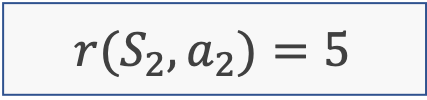 r(S₂, a₂) = 5